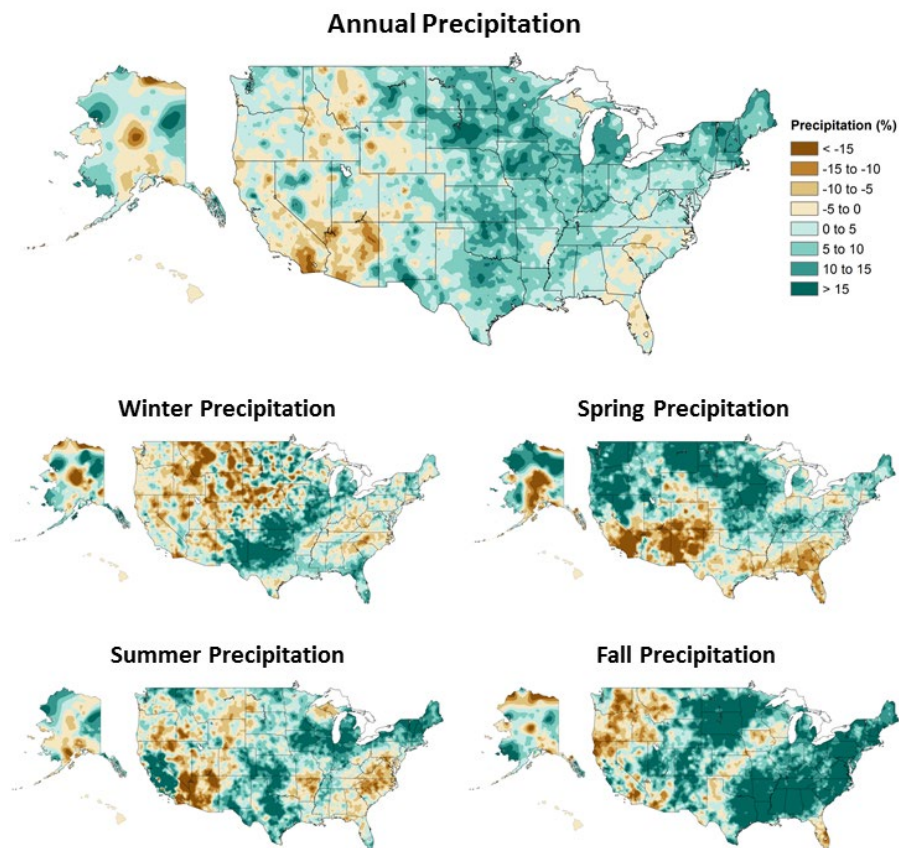 Annual Precipitation
Precipitation (%)
< -15
-15 to -10
-10 to -5
-5 to 0
0 to 5
5 to 10
10 to 15
> 15
Winter Precipitation
Spring Precipitation
Summer Precipitation
Fall Precipitation